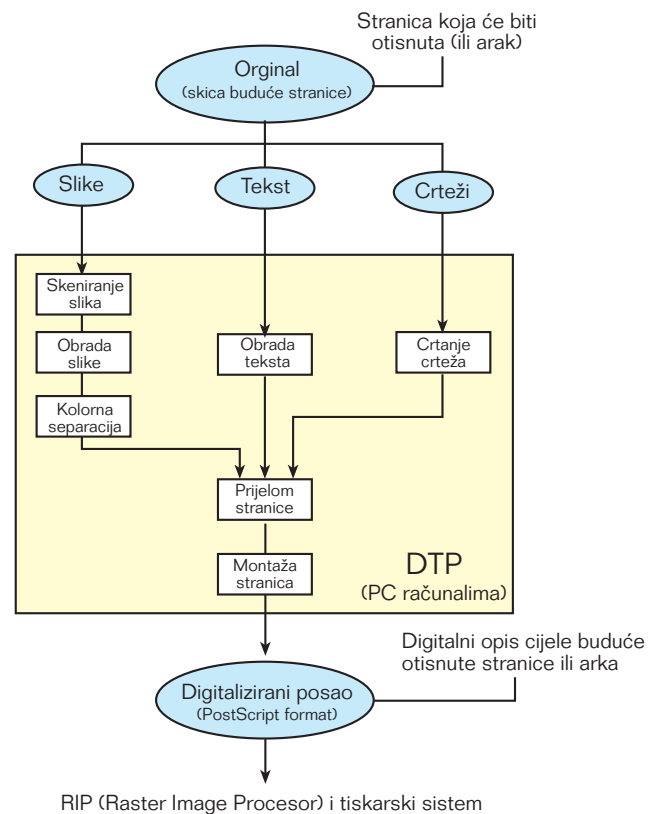 Stranica koja će biti
otisnuta (ili arak)
Orginal
(skica buduće stranice)
Slike
Tekst
Crteži
Skeniranje
slika
Obrada
slike
Kolorna
separacija
Obrada
teksta
Crtanje
crteža
Prijelom
stranice
Montaža
stranica
DTP
(PC računalima)
Digitalni opis cijele buduće
otisnute stranice ili arka
Digitalizirani posao
(PostScript format)
RIP (Raster Image Procesor) i tiskarski sistem